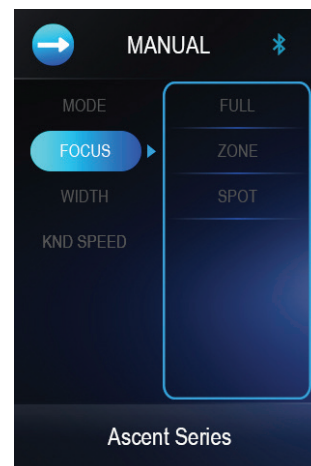 MANUAL
MODE
FOCUS
WIDTH
KND SPEED
FULL
ZONE
SPOT
Ascent Series